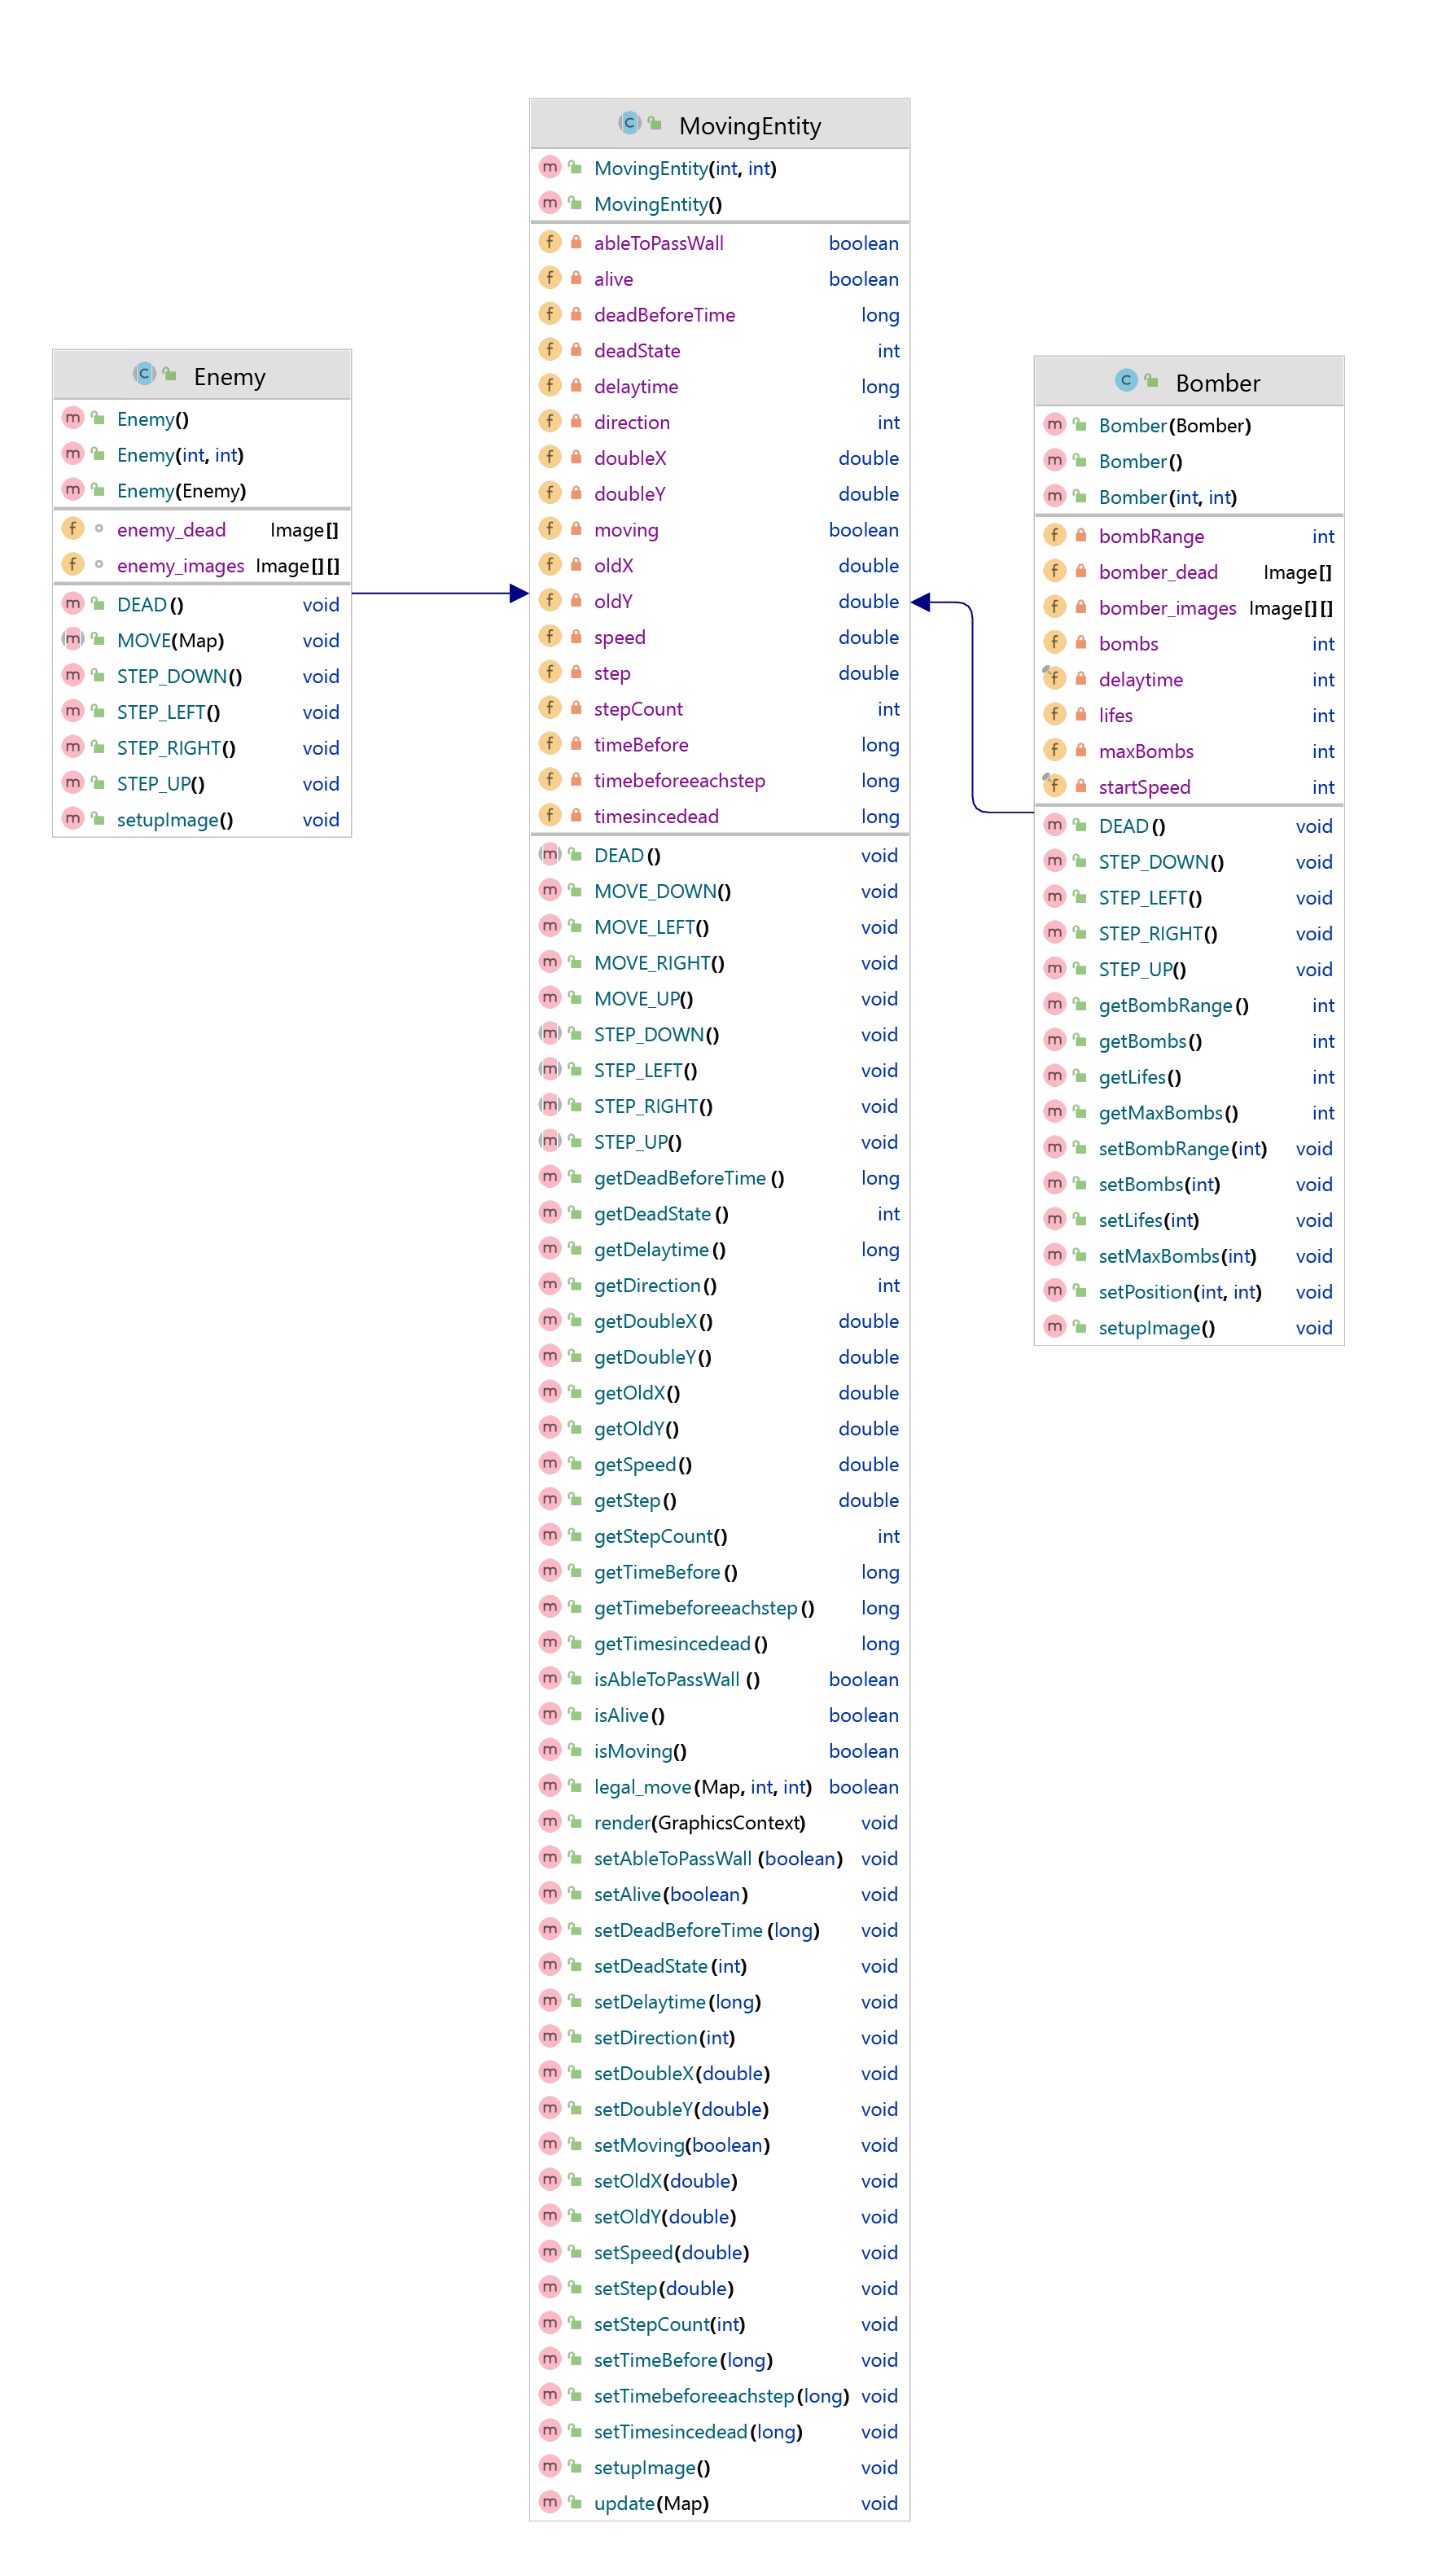 MovingEntity
MovingEntity(int, int)
MovingEntity()
ableToPassWall boolean
alive boolean
deadBeforeTime long
deadState int
delaytime long
direction int
doubleX double
doubleY double
moving boolean
oldX double
oldY double
speed double
step double
stepCount int
timeBefore long
timebeforeeachstep long
timesincedead long
DEAD() void
MOVE_DOWN() void
MOVE_LEFT() void
MOVE_RIGHT() void
MOVE_UP() void
STEP_DOWN() void
STEP_LEFT() void
STEP_RIGHT() void
STEP_UP() void
getDeadBeforeTime () long
getDeadState () int
getDelaytime () long
getDirection () int
getDoubleX() double
getDoubleY() double
getOldX() double
getOldY() double
getSpeed() double
getStep() double
getStepCount() int
getTimeBefore () long
getTimebeforeeachstep () long
getTimesincedead () long
isAbleToPassWall () boolean
isAlive() boolean
isMoving() boolean
legal_move(Map, int, int) boolean
render(GraphicsContext) void
setAbleToPassWall (boolean) void
setAlive(boolean) void
setDeadBeforeTime (long) void
setDeadState (int) void
setDelaytime (long) void
setDirection(int) void
setDoubleX(double) void
setDoubleY(double) void
setMoving(boolean) void
setOldX(double) void
setOldY(double) void
setSpeed(double) void
setStep(double) void
setStepCount(int) void
setTimeBefore (long) void
setTimebeforeeachstep (long) void
setTimesincedead (long) void
setupImage() void
update(Map) void
Enemy
Enemy()
Enemy(int, int)
Enemy(Enemy)
enemy_dead Image[]
enemy_images Image[][]
DEAD() void
MOVE(Map) void
STEP_DOWN() void
STEP_LEFT() void
STEP_RIGHT() void
STEP_UP() void
setupImage() void
Bomber
Bomber(Bomber)
Bomber()
Bomber(int, int)
bombRange int
bomber_dead Image[]
bomber_images Image[][]
bombs int
delaytime int
lifes int
maxBombs int
startSpeed int
DEAD() void
STEP_DOWN() void
STEP_LEFT() void
STEP_RIGHT() void
STEP_UP() void
getBombRange () int
getBombs() int
getLifes() int
getMaxBombs() int
setBombRange(int) void
setBombs(int) void
setLifes(int) void
setMaxBombs(int) void
setPosition(int, int) void
setupImage() void